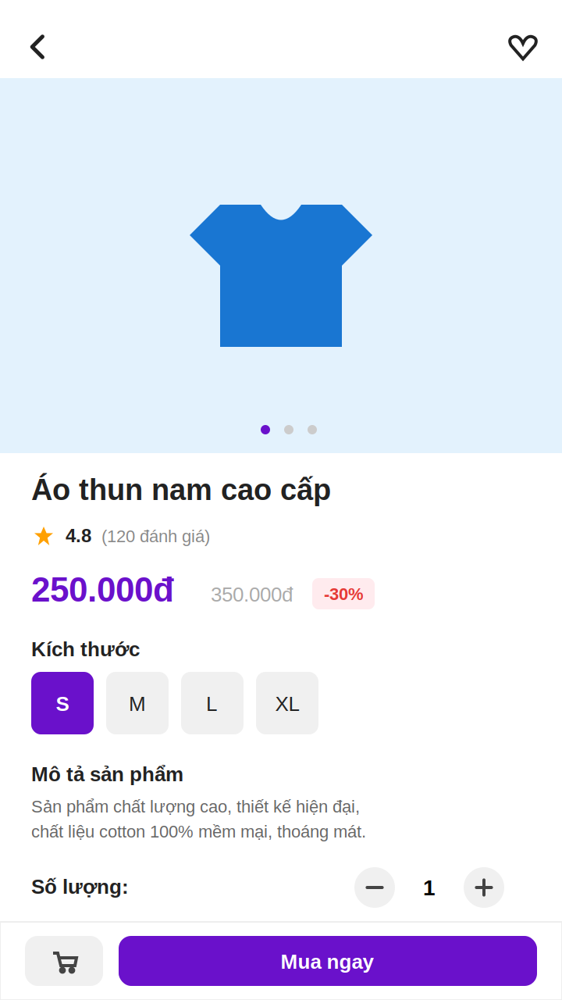 Áo thun nam cao cấp
4.8 (120 đánh giá)
250.000đ 350.000đ -30%
Kích thước
S M L XL
Mô tả sản phẩm
Sản phẩm chất lượng cao, thiết kế hiện đại,
chất liệu cotton 100% mềm mại, thoáng mát.
Số lượng: 1
Mua ngay